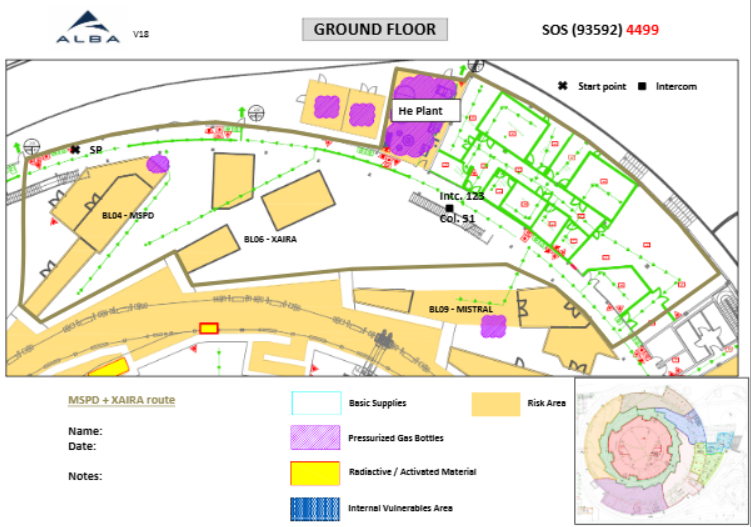 ALBA V18
GROUND FLOOR
SOS (93592) 4499
Start point
Intercom
He Plant
SP
Intc. 123
Col. 51
BL04 - MSPD
BL06 - XAIRA
BL09 - MISTRAL
MSPD + XAIRA route
Name:
Date:
Notes:
Basic Supplies
Risk Area
Pressurized Gas Bottles
Radiactive / Activated Material
Internal Vulnerables Area